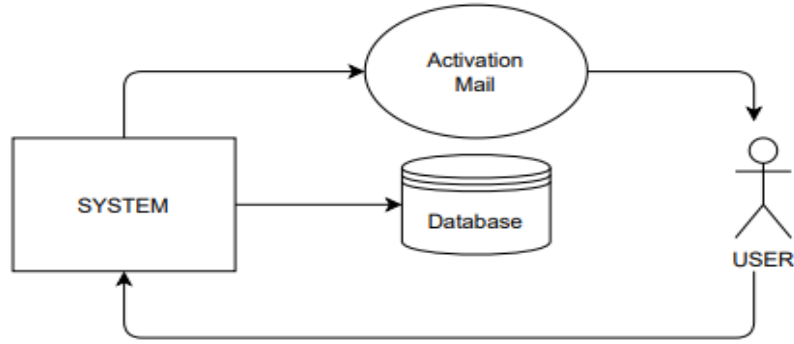 Activation
Mail
SYSTEM
Database
USER